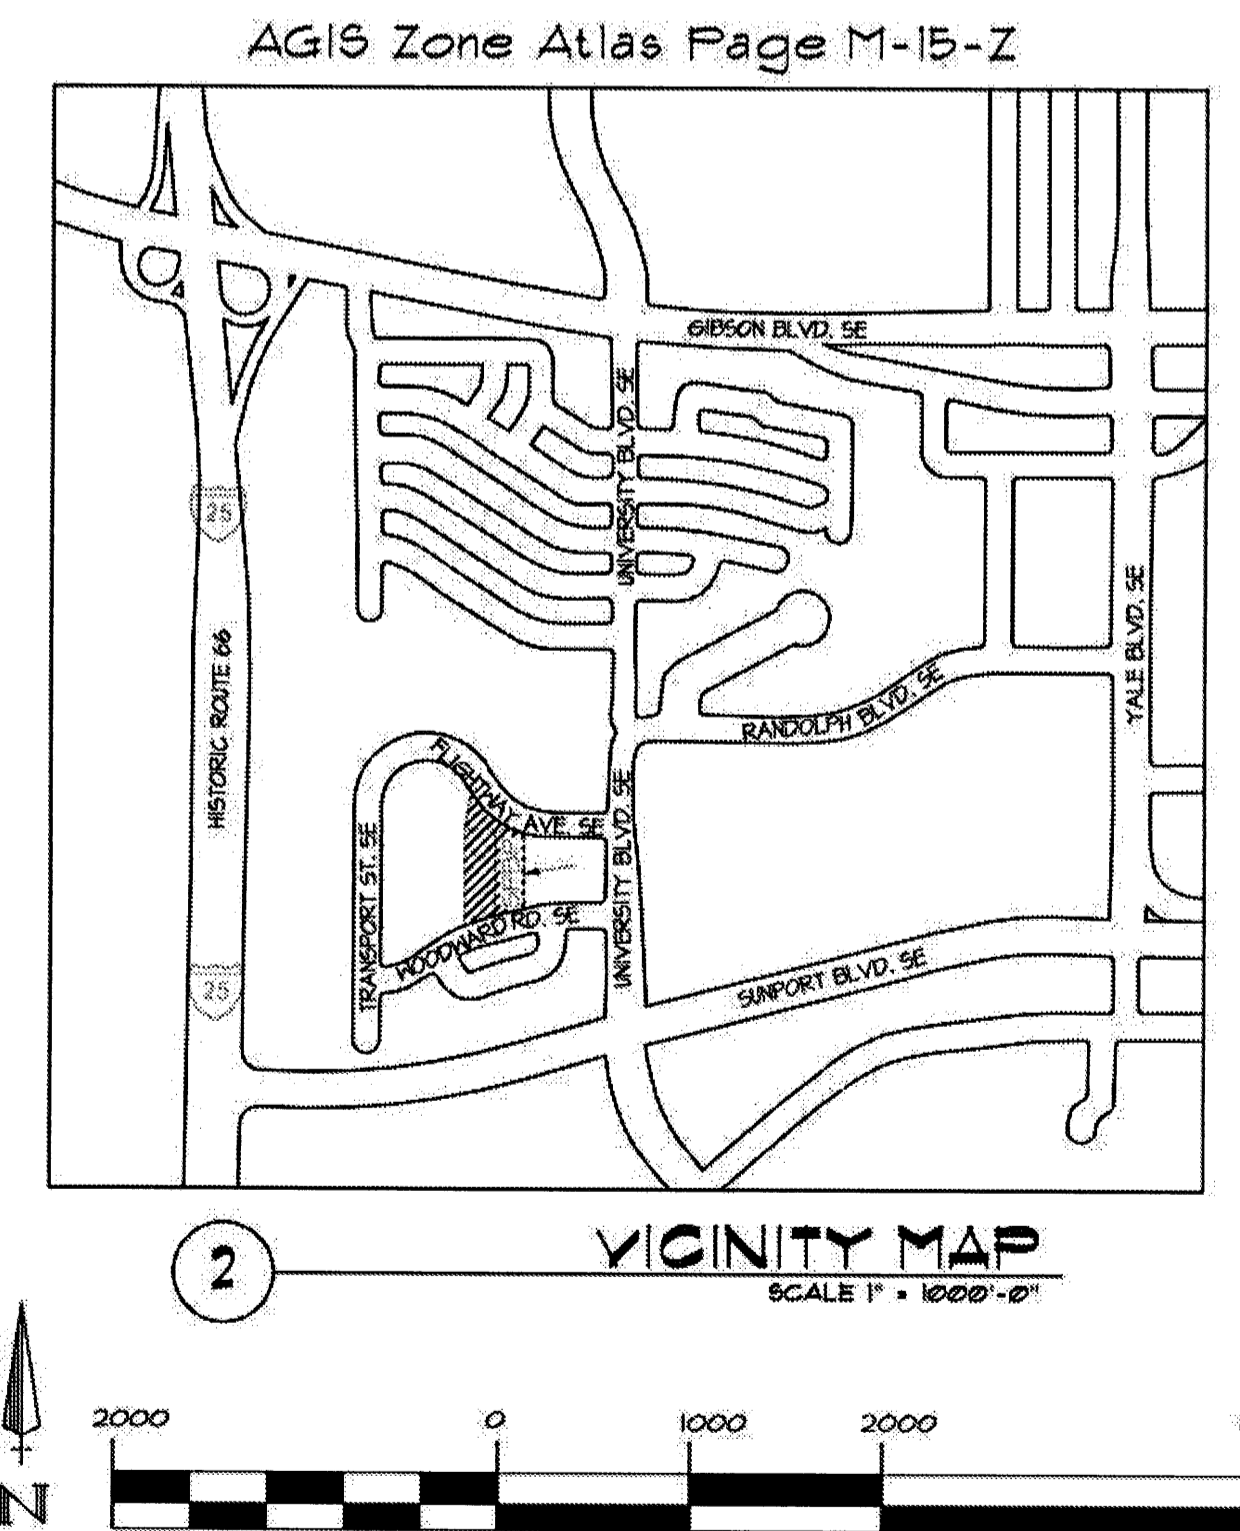 AGIS Zone Atlas Page M-15-Z
GIBSON BLVD. SE
UNIVERSITY BLVD. SE
25
HISTORIC ROUTE 66
YALE BLVD. SE
RANDOLPH BLVD. SE
FLIGHTWAY AVE. SE
UNIVERSITY BLVD. SE
TRANSPORT ST. SE
WOODWARD RD. SE
SUNPORT BLVD. SE
25
2
VICINITY MAP
SCALE 1" = 1000'-0"
N
2000 0 1000 2000